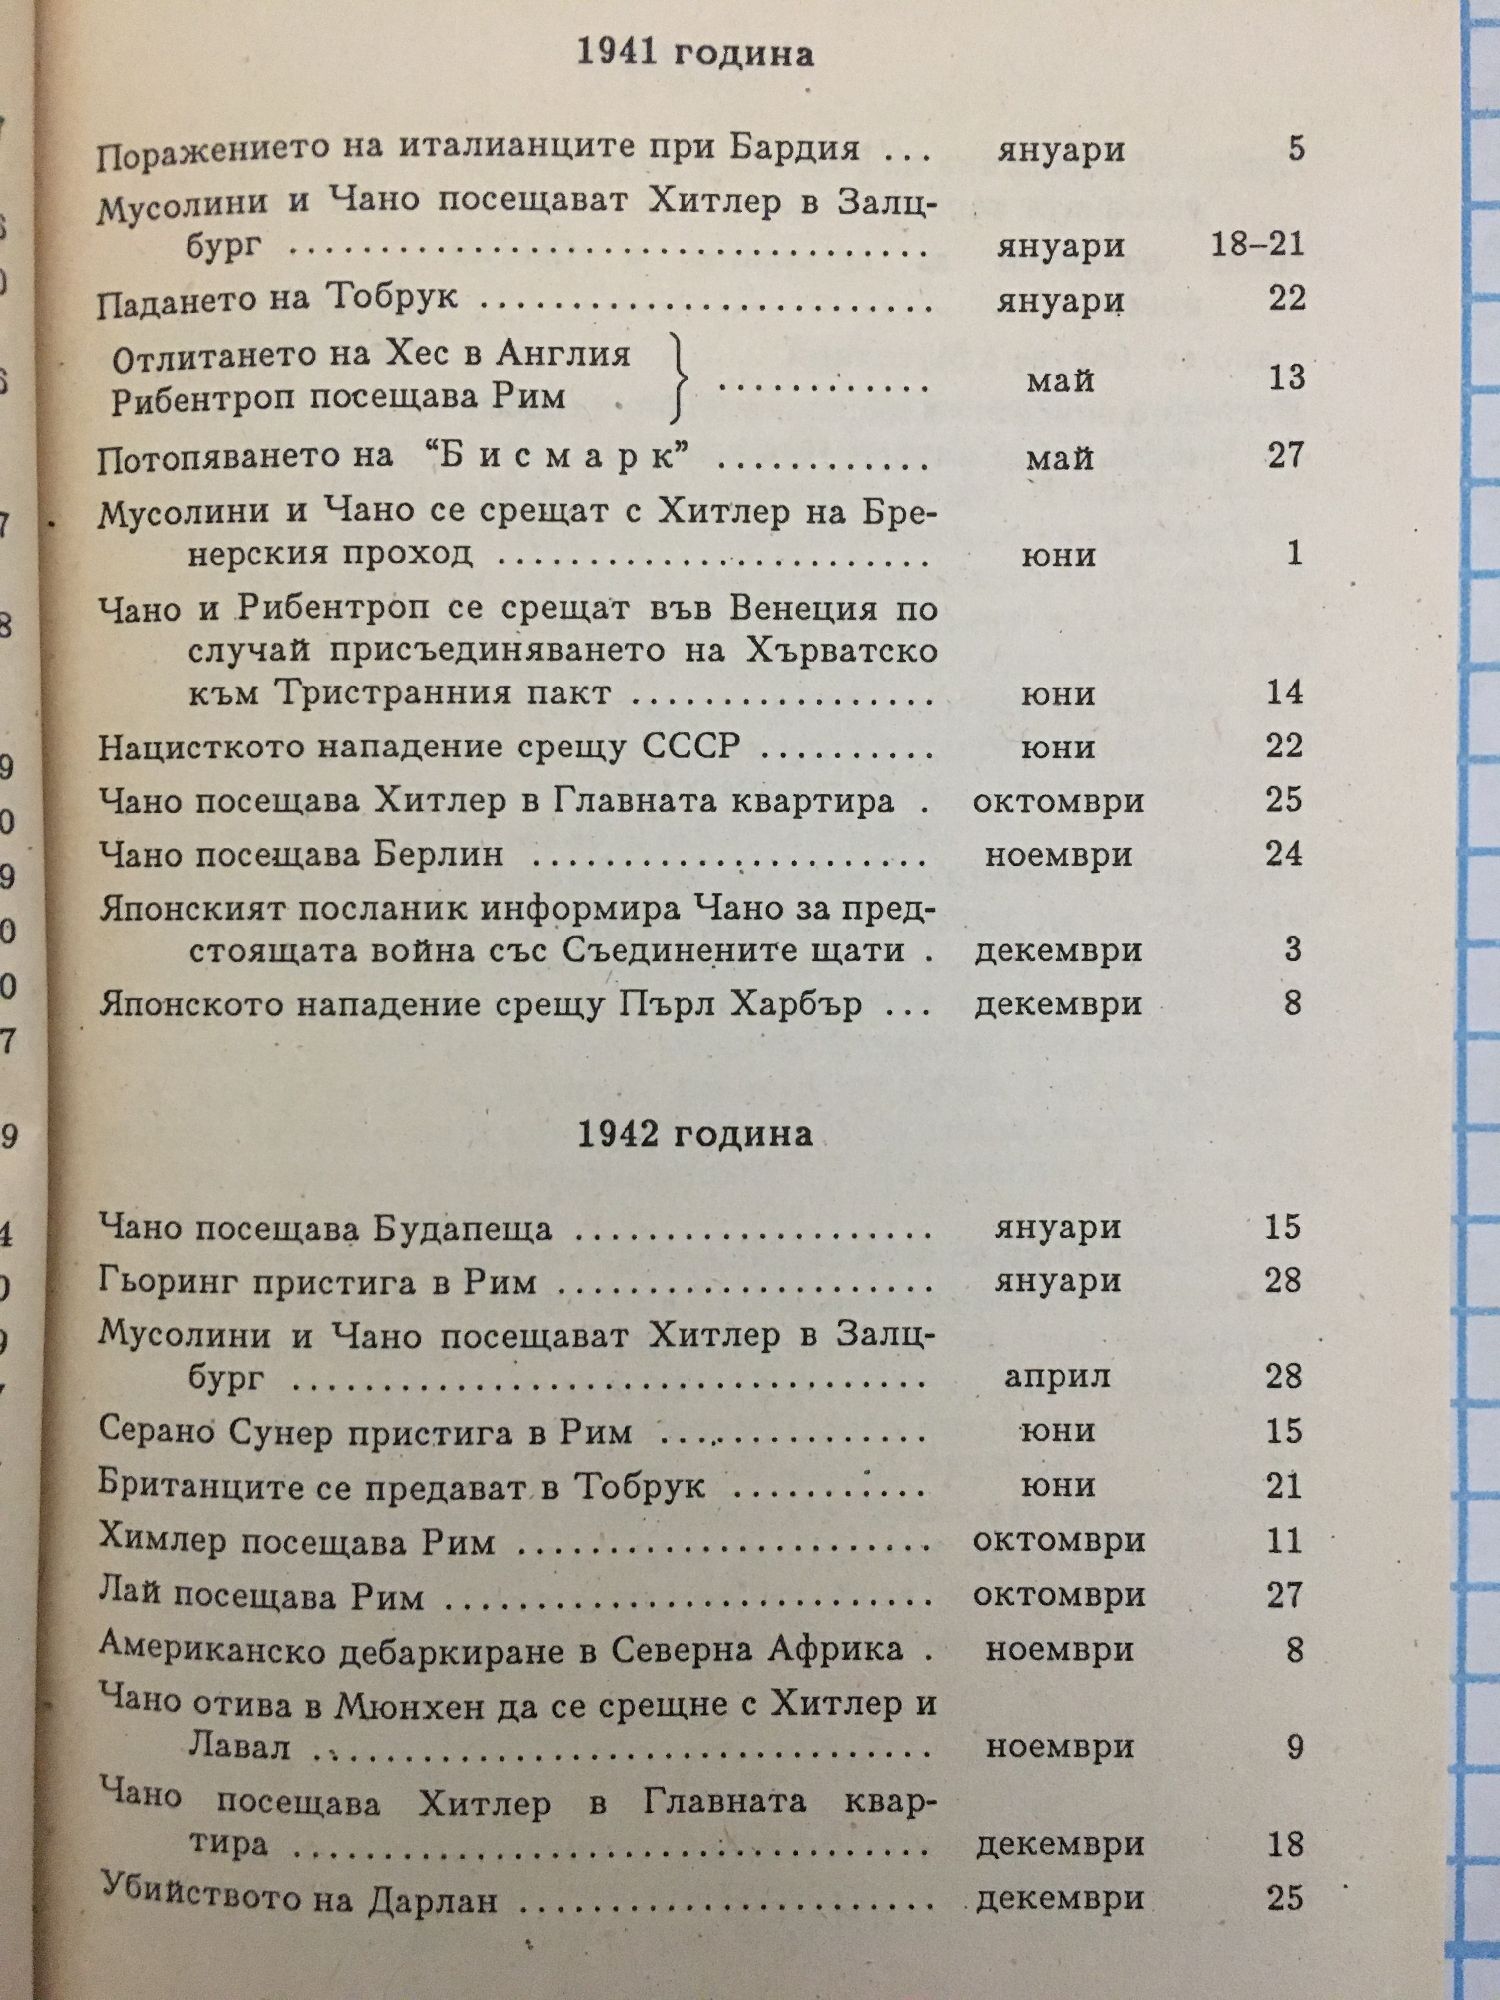 1941 година
Поражението на италианците при Бардия ... януари 5
Мусолини и Чано посещават Хитлер в Залц-
бург ................................... януари 18–21
Падането на Тобрук ......................... януари 22
Отлитането на Хес в Англия
Рибентроп посещава Рим } ............ май 13
Потопяването на “Б и с м а р к” ............ май 27
Мусолини и Чано се срещат с Хитлер на Бре-
нерския проход ........................ юни 1
Чано и Рибентроп се срещат във Венеция по
случай присъединяването на Хърватско
към Тристранния пакт ................. юни 14
Нацисткото нападение срещу СССР .......... юни 22
Чано посещава Хитлер в Главната квартира . октомври 25
Чано посещава Берлин ...................... ноември 24
Японският посланик информира Чано за пред-
стоящата война със Съединените щати . декември 3
Японското нападение срещу Пърл Харбър ... декември 8
1942 година
Чано посещава Будапеща .................... януари 15
Гьоринг пристига в Рим ..................... януари 28
Мусолини и Чано посещават Хитлер в Залц-
бург ................................... април 28
Серано Сунер пристига в Рим ............... юни 15
Британците се предават в Тобрук ........... юни 21
Химлер посещава Рим ....................... октомври 11
Лай посещава Рим ........................... октомври 27
Американско дебаркиране в Северна Африка . ноември 8
Чано отива в Мюнхен да се срещне с Хитлер и
Лавал .................................. ноември 9
Чано посещава Хитлер в Главната квар-
тира ................................... декември 18
Убийството на Дарлан ....................... декември 25